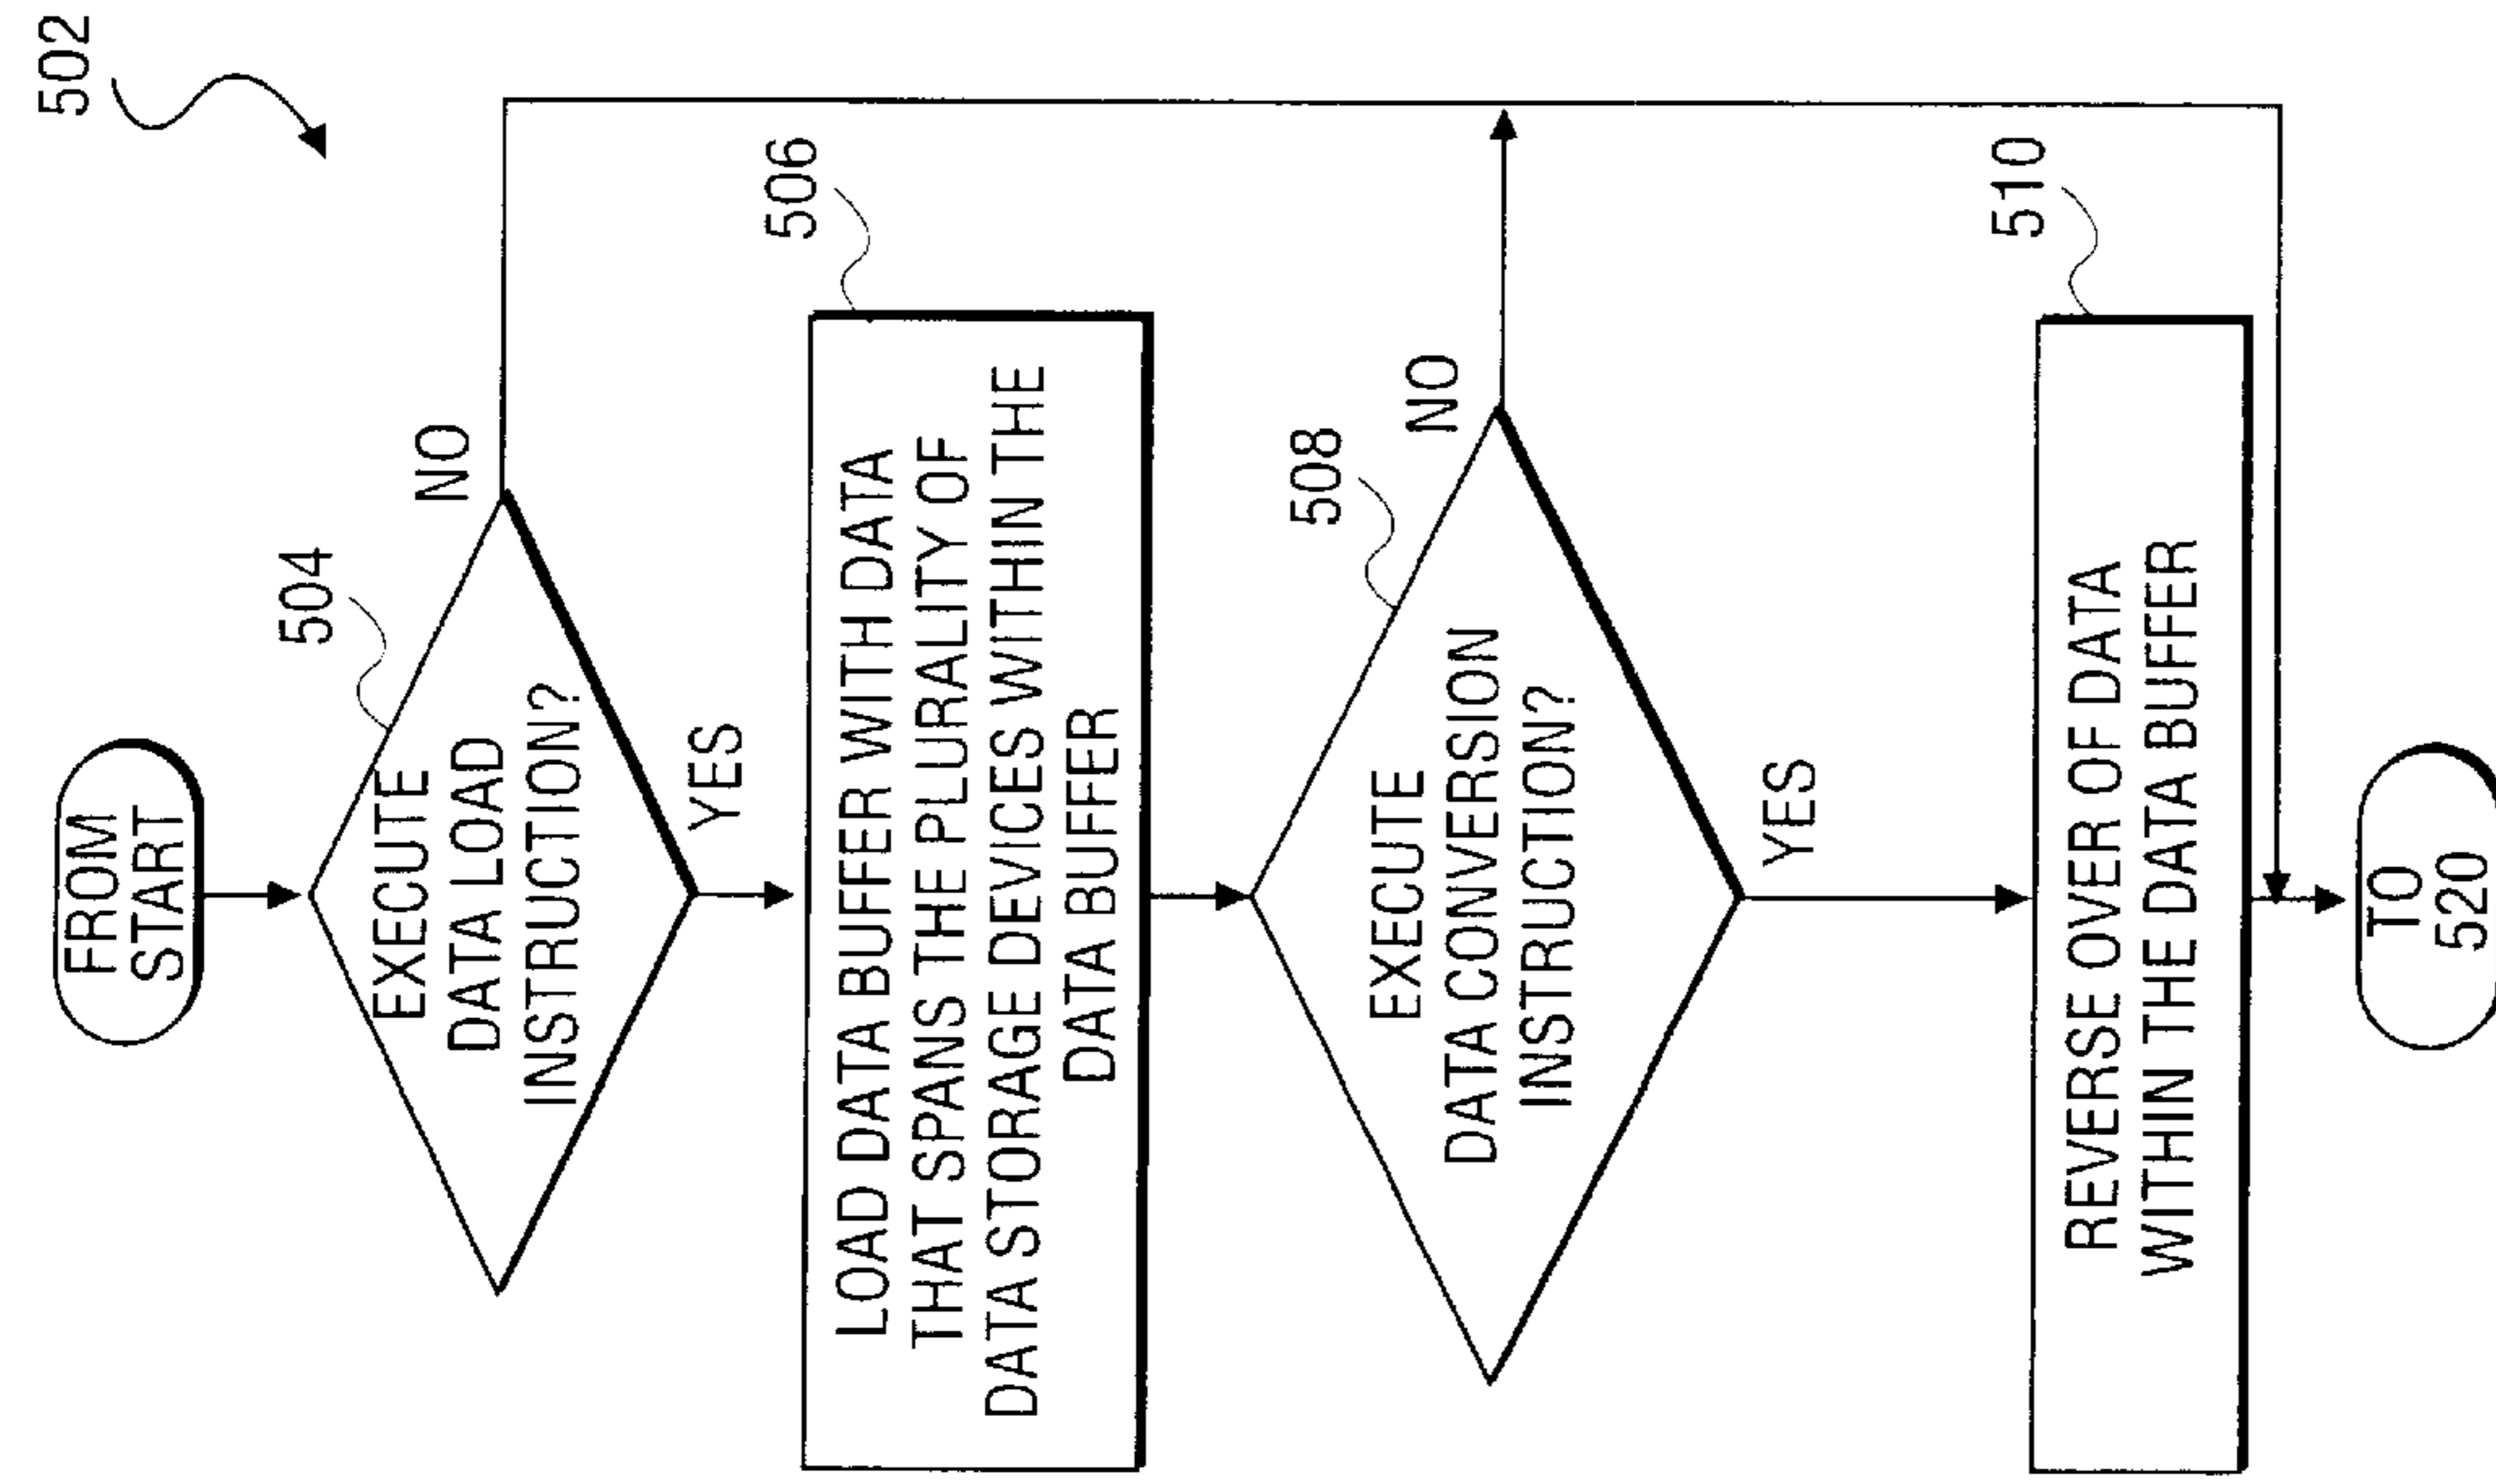 502
FROM
START
504
EXECUTE
DATA LOAD
INSTRUCTION?
NO
YES
506
LOAD DATA BUFFER WITH DATA
THAT SPANS THE PLURALITY OF
DATA STORAGE DEVICES WITHIN THE
DATA BUFFER
508
EXECUTE
DATA CONVERSION
INSTRUCTION?
NO
YES
510
REVERSE OVER OF DATA
WITHIN THE DATA BUFFER
TO
520